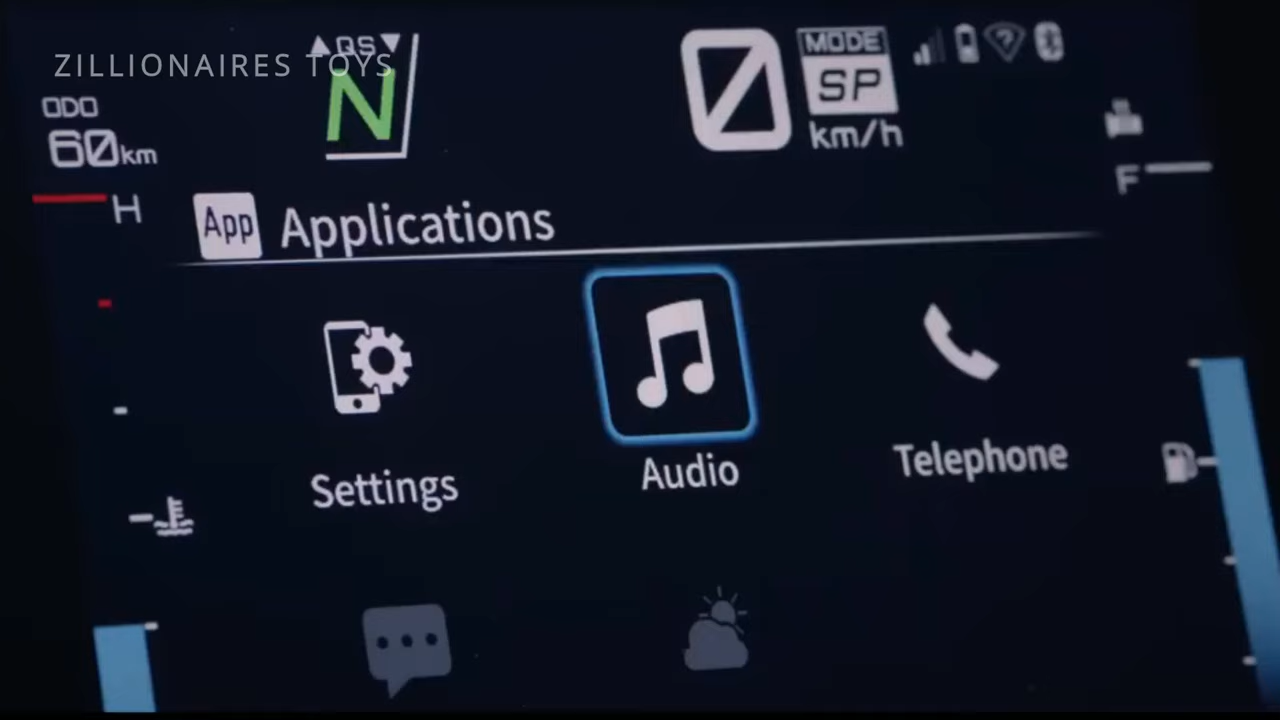 ZILLIONAIRES TOYS
▲QS▼
N
0
MODE
SP
km/h
ODO
60km
H
F
App Applications
Settings
Audio
Telephone